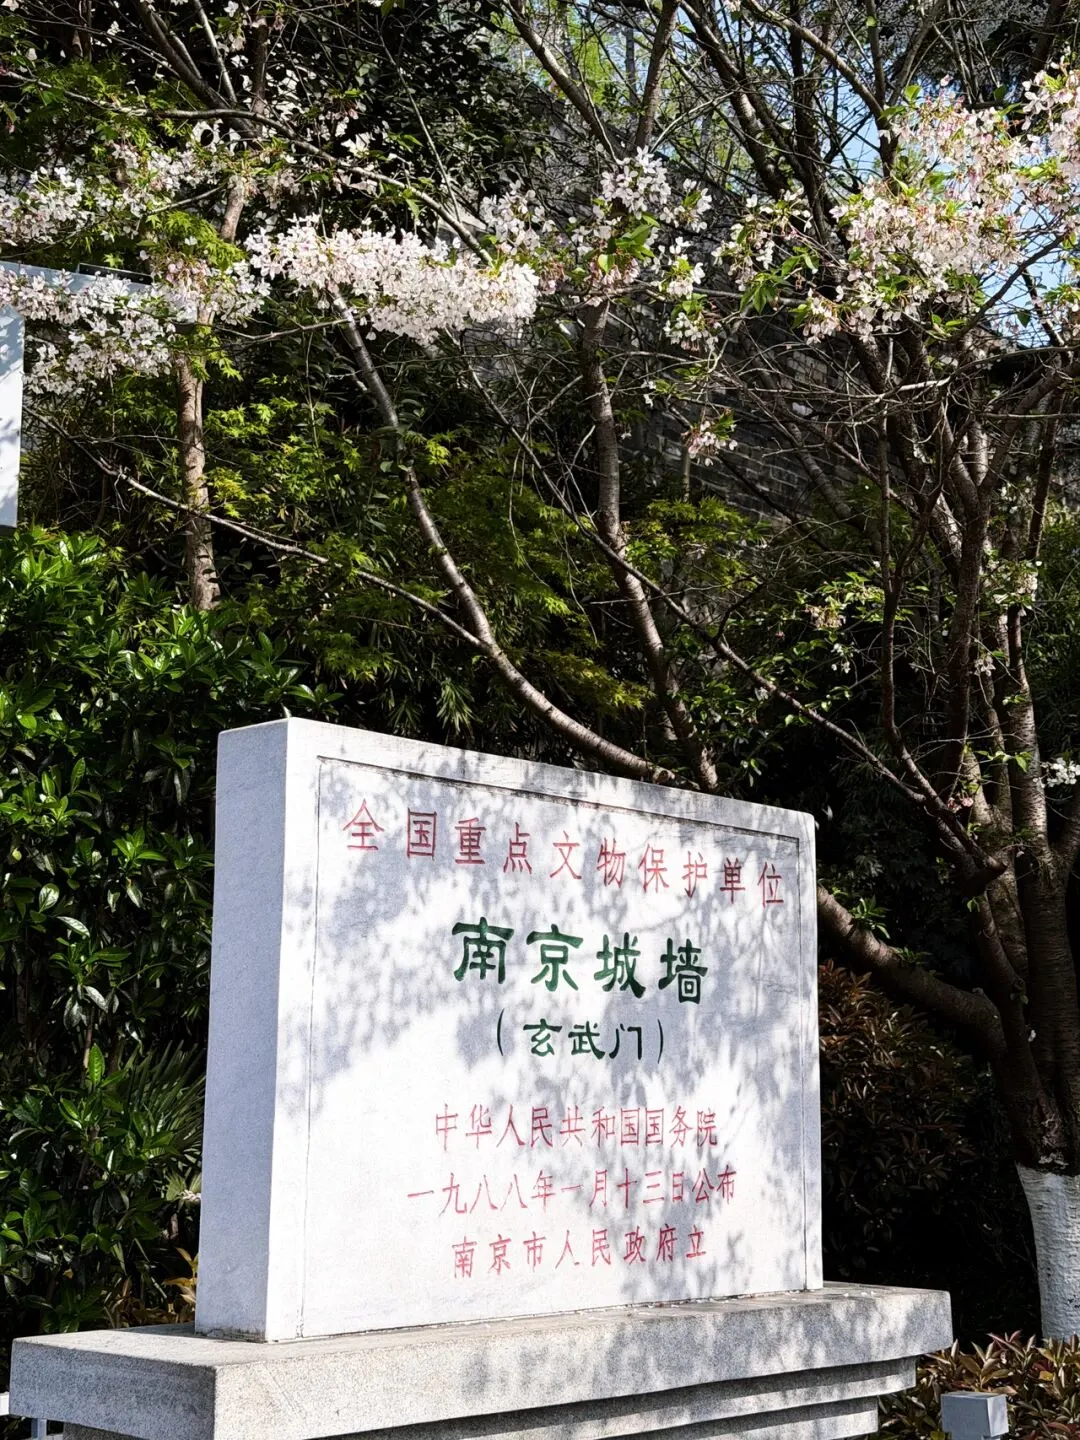 全国重点文物保护单位
南京城墙
（玄武门）
中华人民共和国国务院
一九八八年一月十三日公布
南京市人民政府立